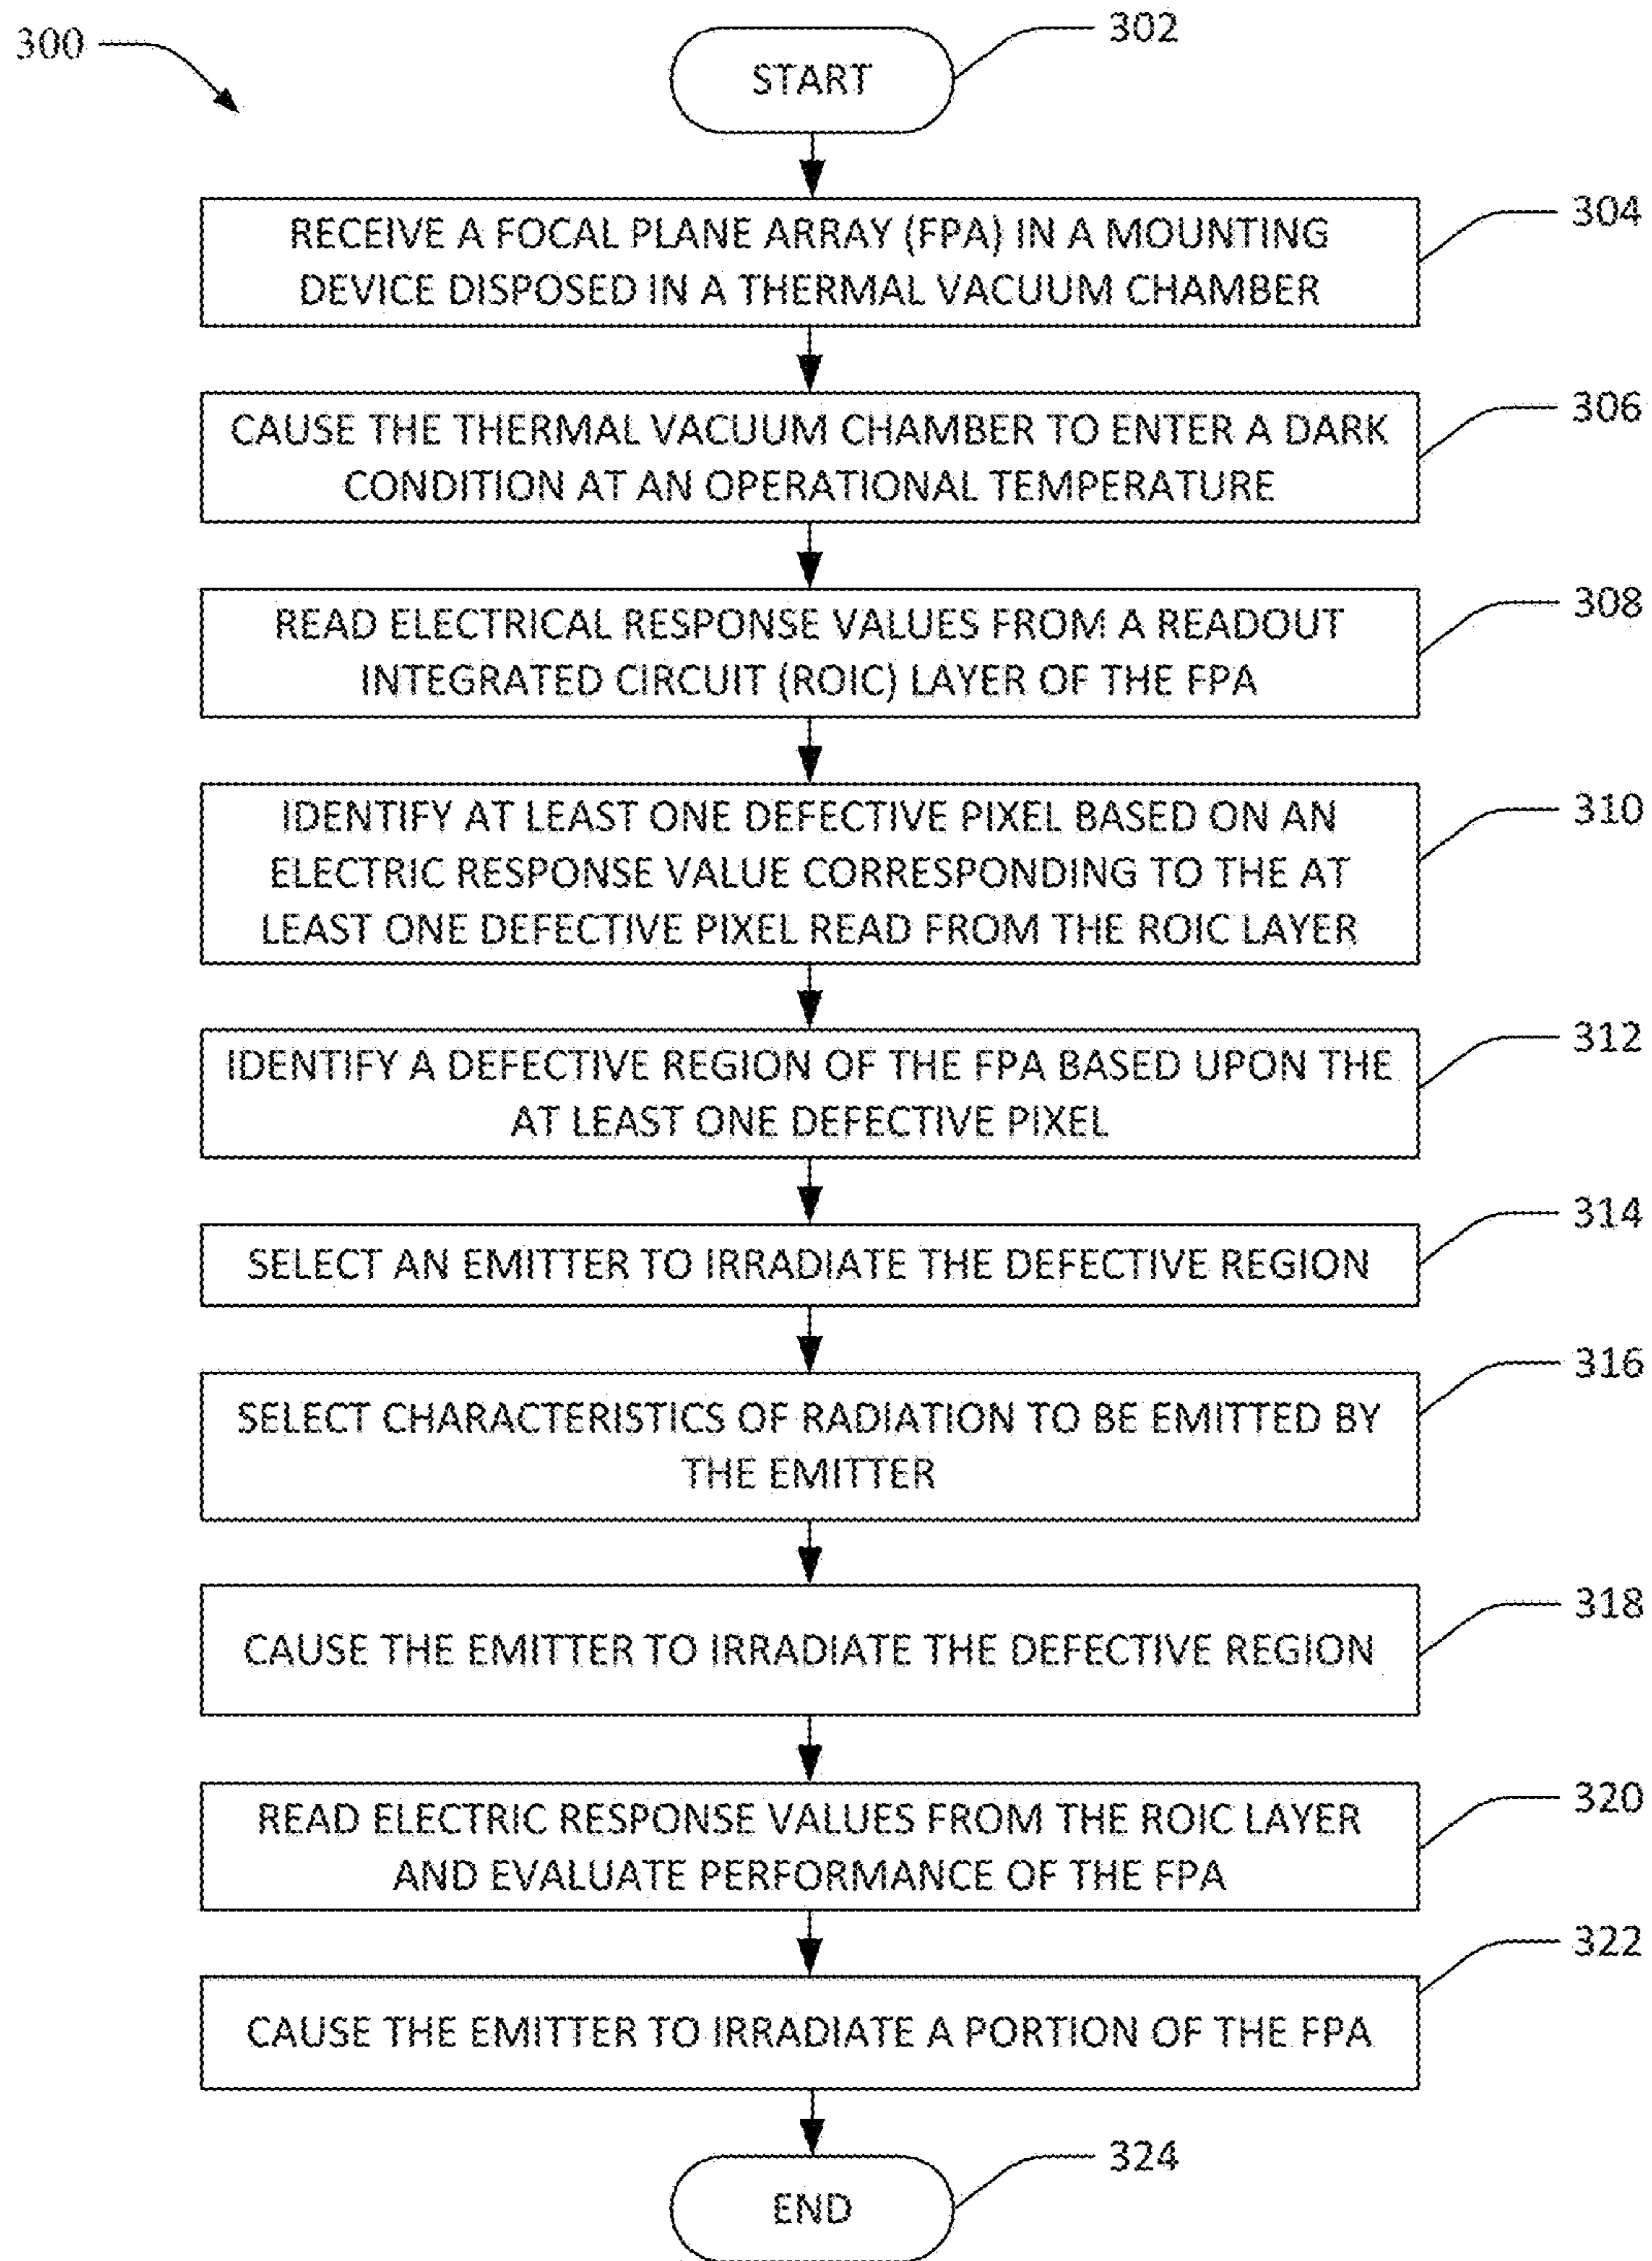 300
302
START
304
RECEIVE A FOCAL PLANE ARRAY (FPA) IN A MOUNTING
DEVICE DISPOSED IN A THERMAL VACUUM CHAMBER
306
CAUSE THE THERMAL VACUUM CHAMBER TO ENTER A DARK
CONDITION AT AN OPERATIONAL TEMPERATURE
308
READ ELECTRICAL RESPONSE VALUES FROM A READOUT
INTEGRATED CIRCUIT (ROIC) LAYER OF THE FPA
310
IDENTIFY AT LEAST ONE DEFECTIVE PIXEL BASED ON AN
ELECTRIC RESPONSE VALUE CORRESPONDING TO THE AT
LEAST ONE DEFECTIVE PIXEL READ FROM THE ROIC LAYER
312
IDENTIFY A DEFECTIVE REGION OF THE FPA BASED UPON THE
AT LEAST ONE DEFECTIVE PIXEL
314
SELECT AN EMITTER TO IRRADIATE THE DEFECTIVE REGION
316
SELECT CHARACTERISTICS OF RADIATION TO BE EMITTED BY
THE EMITTER
318
CAUSE THE EMITTER TO IRRADIATE THE DEFECTIVE REGION
320
READ ELECTRIC RESPONSE VALUES FROM THE ROIC LAYER
AND EVALUATE PERFORMANCE OF THE FPA
322
CAUSE THE EMITTER TO IRRADIATE A PORTION OF THE FPA
324
END